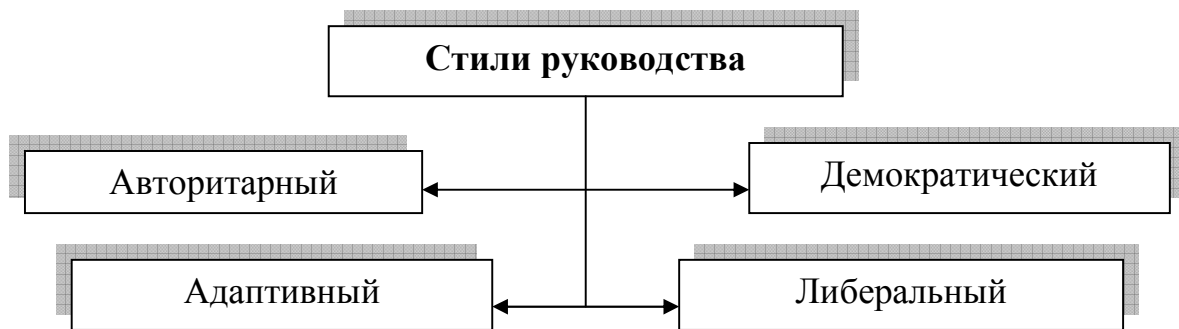 Стили руководства
Авторитарный
Демократический
Адаптивный
Либеральный